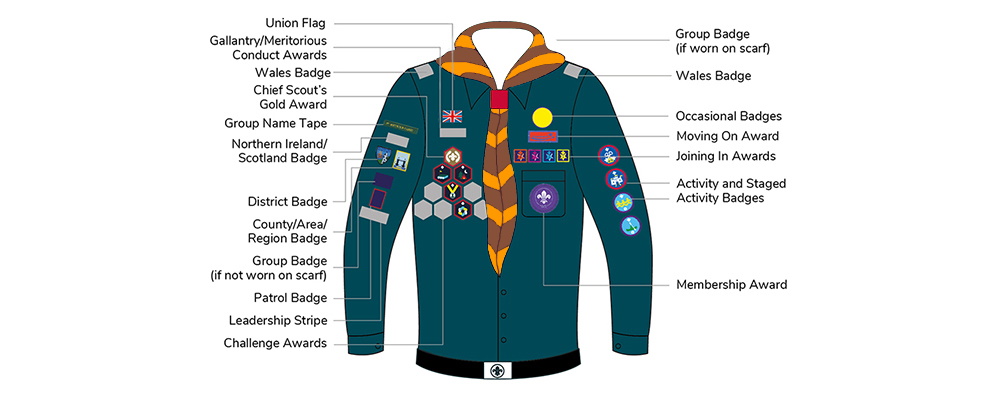 Union Flag
Gallantry/Meritorious
Conduct Awards
Wales Badge
Chief Scout's
Gold Award
Group Name Tape
Northern Ireland/
Scotland Badge
District Badge
County/Area/
Region Badge
Group Badge
(if not worn on scarf)
Patrol Badge
Leadership Stripe
Challenge Awards
Group Badge
(if worn on scarf)
Wales Badge
Occasional Badges
Moving On Award
Joining In Awards
Activity and Staged
Activity Badges
Membership Award